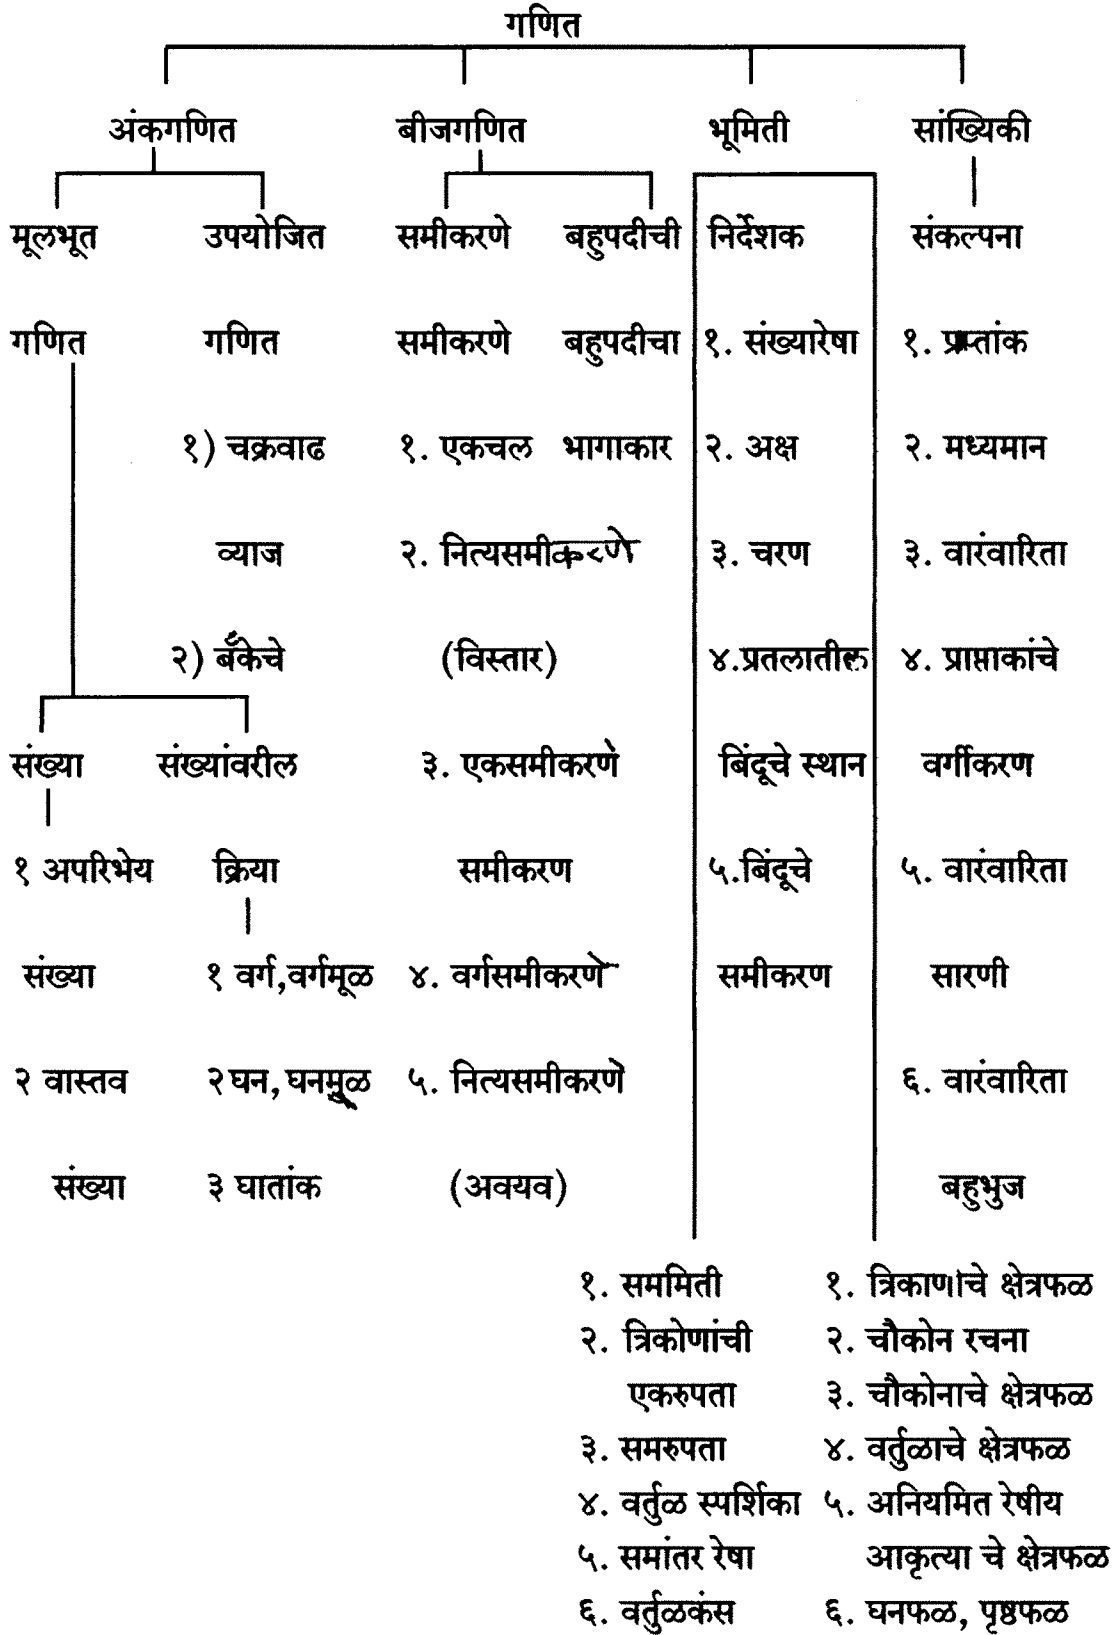 गणित
अंकगणित बीजगणित भूमिती सांख्यिकी
मूलभूत उपयोजित समीकरणे बहुपदीची निर्देशक संकल्पना
गणित गणित समीकरणे बहुपदीचा १. संख्यारेषा १. प्राप्तांक
१) चक्रवाढ १. एकचल भागाकार २. अक्ष २. मध्यमान
व्याज २. नित्यसमीकरणे ३. चरण ३. वारंवारिता
२) बँकेचे (विस्तार) ४.प्रतलातील ४. प्राप्ताकांचे
संख्या संख्यांवरील ३. एकसमीकरणे बिंदूचे स्थान वर्गीकरण
१ अपरिभेय क्रिया समीकरण ५.बिंदूचे ५. वारंवारिता
संख्या १ वर्ग,वर्गमूळ ४. वर्गसमीकरणे समीकरण सारणी
२ वास्तव २घन, घनमुळ ५. नित्यसमीकरणे ६. वारंवारिता
संख्या ३ घातांक (अवयव) बहुभुज
१. सममिती १. त्रिकाणाचे क्षेत्रफळ
२. त्रिकोणांची २. चौकोन रचना
एकरुपता ३. चौकोनाचे क्षेत्रफळ
३. समरुपता ४. वर्तुळाचे क्षेत्रफळ
४. वर्तुळ स्पर्शिका ५. अनियमित रेषीय
५. समांतर रेषा आकृत्या चे क्षेत्रफळ
६. वर्तुळकंस ६. घनफळ, पृष्ठफळ